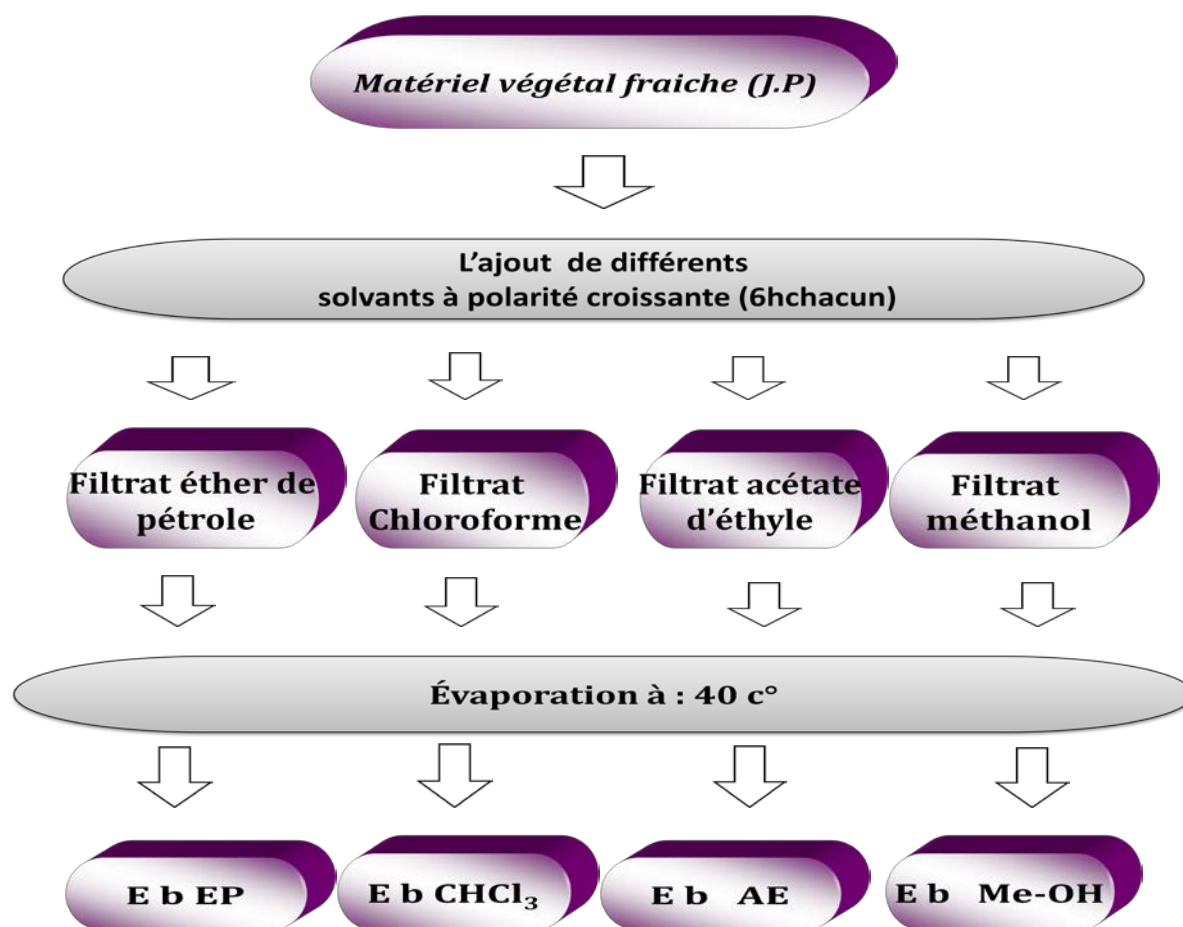 Matériel végétal fraiche (J.P)
L’ajout de différents
solvants à polarité croissante (6hchacun)
Filtrat éther de
pétrole
Filtrat
Chloroforme
Filtrat acétate
d’éthyle
Filtrat
méthanol
Évaporation à : 40 c°
E b EP
E b CHCl₃
E b AE
E b Me-OH